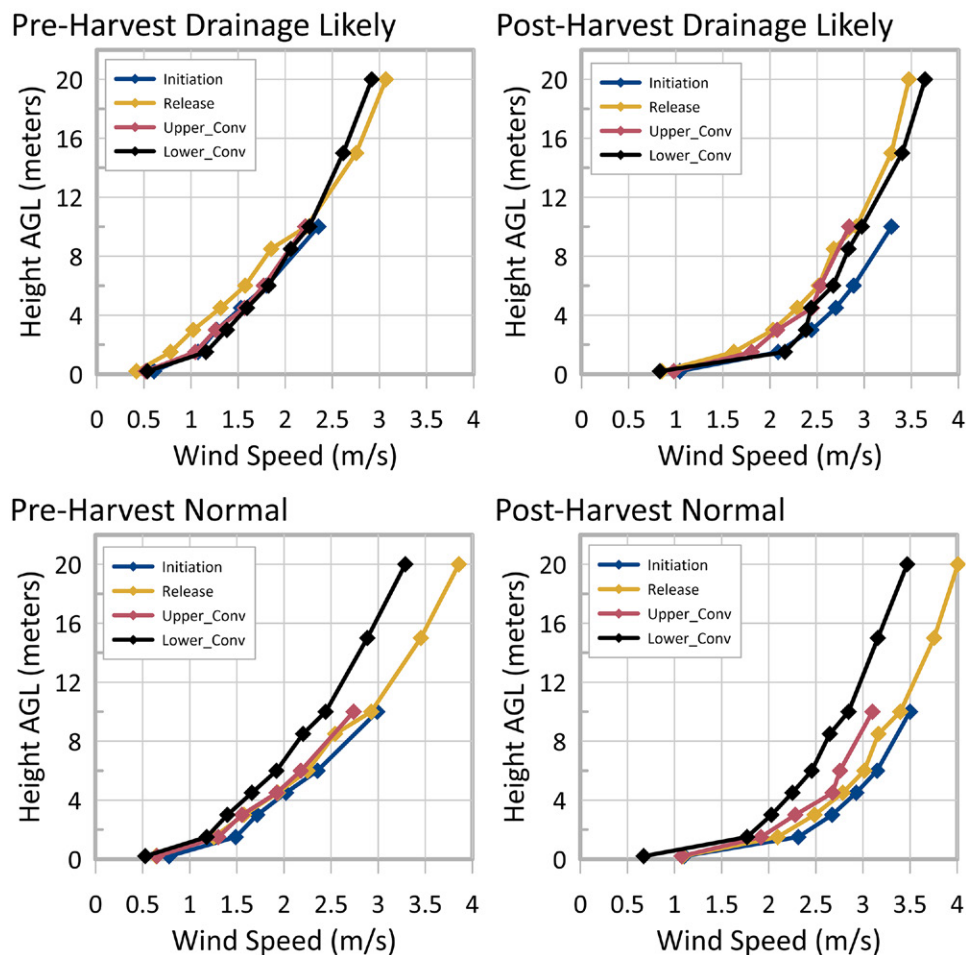 Pre-Harvest Drainage Likely
Height AGL (meters)
20
16
12
8
4
0
Initiation
Release
Upper_Conv
Lower_Conv
0 0.5 1 1.5 2 2.5 3 3.5 4
Wind Speed (m/s)
Post-Harvest Drainage Likely
Height AGL (meters)
20
16
12
8
4
0
Initiation
Release
Upper_Conv
Lower_Conv
0 0.5 1 1.5 2 2.5 3 3.5 4
Wind Speed (m/s)
Pre-Harvest Normal
Height AGL (meters)
20
16
12
8
4
0
Initiation
Release
Upper_Conv
Lower_Conv
0 0.5 1 1.5 2 2.5 3 3.5 4
Wind Speed (m/s)
Post-Harvest Normal
Height AGL (meters)
20
16
12
8
4
0
Initiation
Release
Upper_Conv
Lower_Conv
0 0.5 1 1.5 2 2.5 3 3.5 4
Wind Speed (m/s)